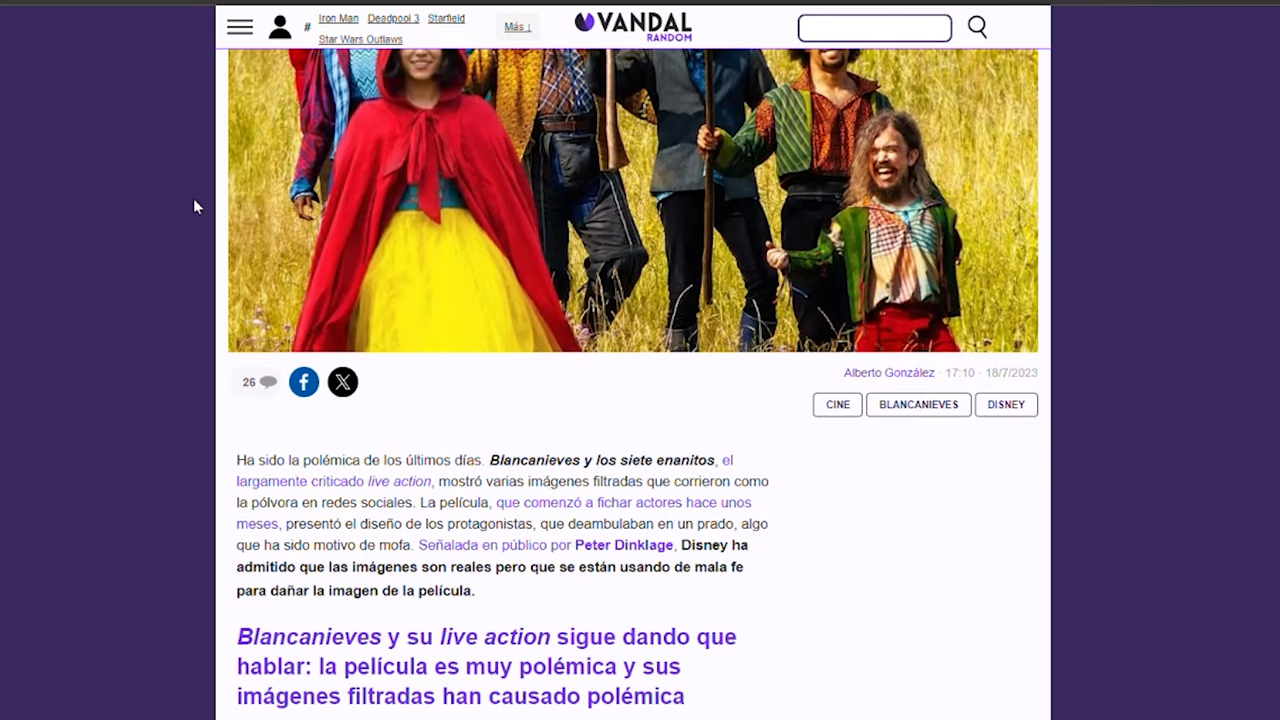 # Iron Man Deadpool 3 Starfield
Star Wars Outlaws
Más ↓
VANDAL
RANDOM
26
Alberto González · 17:10 · 18/7/2023
CINE BLANCANIEVES DISNEY
Ha sido la polémica de los últimos días. Blancanieves y los siete enanitos, el
largamente criticado live action, mostró varias imágenes filtradas que corrieron como
la pólvora en redes sociales. La película, que comenzó a fichar actores hace unos
meses, presentó el diseño de los protagonistas, que deambulaban en un prado, algo
que ha sido motivo de mofa. Señalada en público por Peter Dinklage, Disney ha
admitido que las imágenes son reales pero que se están usando de mala fe
para dañar la imagen de la película.
Blancanieves y su live action sigue dando que
hablar: la película es muy polémica y sus
imágenes filtradas han causado polémica